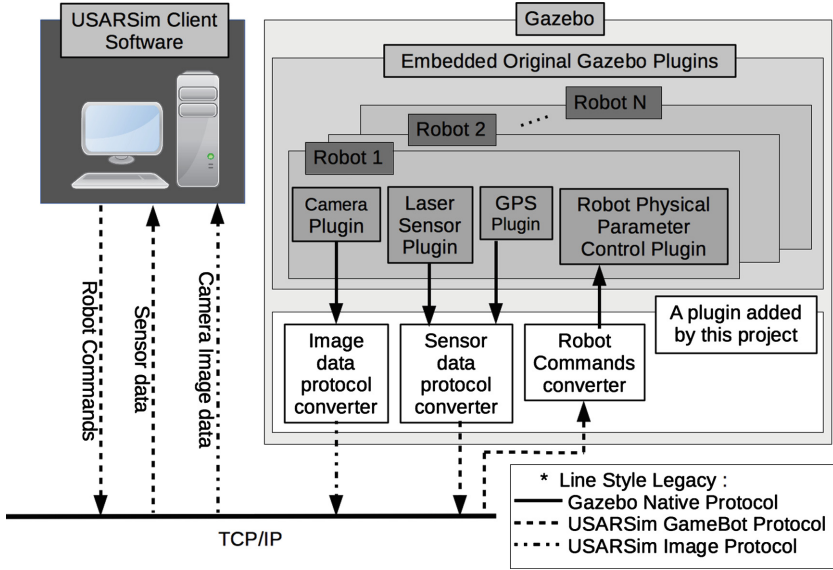 USARSim Client
Software
Gazebo
Embedded Original Gazebo Plugins
Robot N
Robot 2
Robot 1
Camera
Plugin
Laser
Sensor
Plugin
GPS
Plugin
Robot Physical
Parameter
Control Plugin
A plugin added
by this project
Image
data
protocol
converter
Sensor
data
protocol
converter
Robot
Commands
converter
Robot Commands
Sensor data
Camera Image data
TCP/IP
* Line Style Legacy :
Gazebo Native Protocol
USARSim GameBot Protocol
USARSim Image Protocol